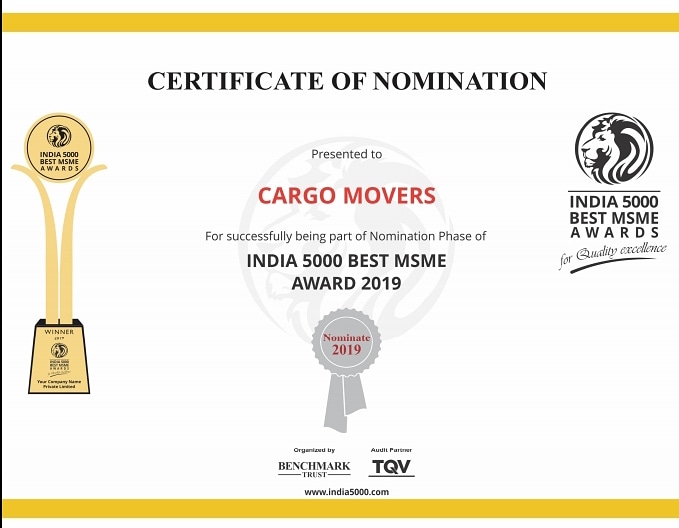 CERTIFICATE OF NOMINATION
INDIA 5000
BEST MSME
AWARDS
Presented to
CARGO MOVERS
For successfully being part of Nomination Phase of
INDIA 5000 BEST MSME
AWARD 2019
INDIA 5000
BEST MSME
AWARDS
for Quality excellence
Nominate
2019
WINNER
2019
INDIA 5000
BEST MSME
AWARDS
Your Company Name
Private Limited
Organized by
BENCHMARK
TRUST
Audit Partner
TQV
www.india5000.com